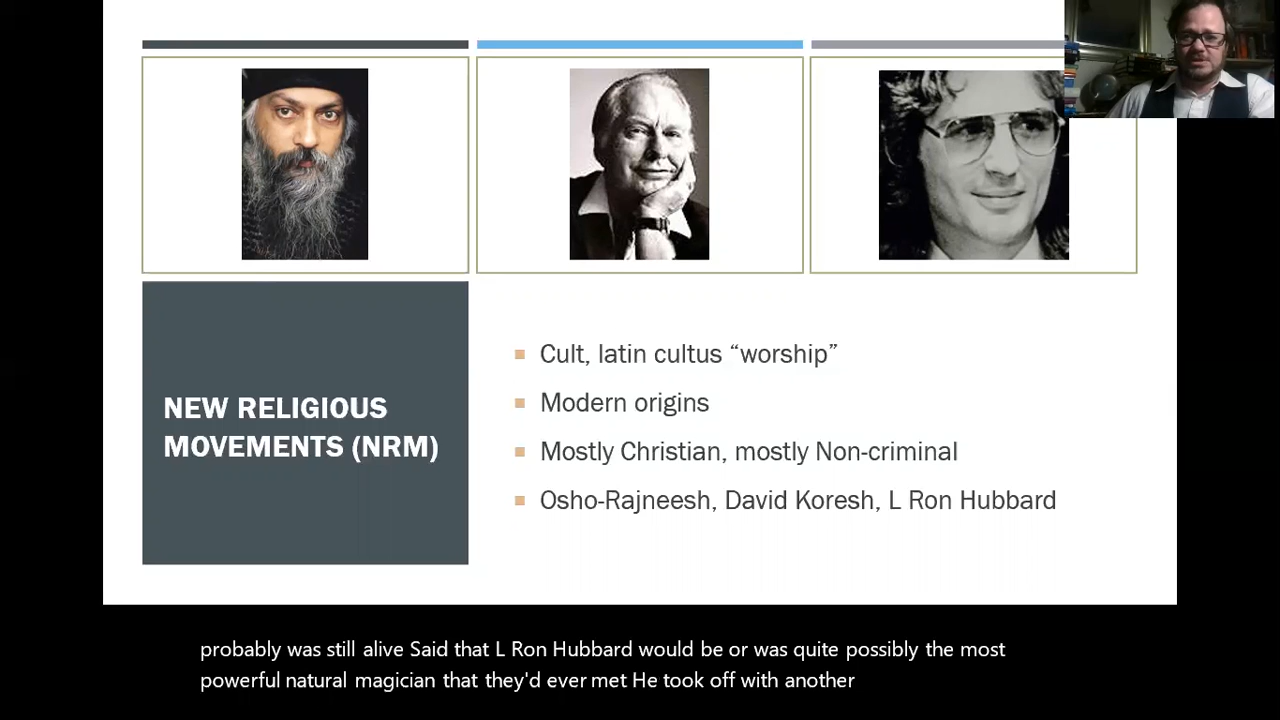 NEW RELIGIOUS
MOVEMENTS (NRM)
Cult, latin cultus “worship”
Modern origins
Mostly Christian, mostly Non-criminal
Osho-Rajneesh, David Koresh, L Ron Hubbard
probably was still alive Said that L Ron Hubbard would be or was quite possibly the most
powerful natural magician that they'd ever met He took off with another